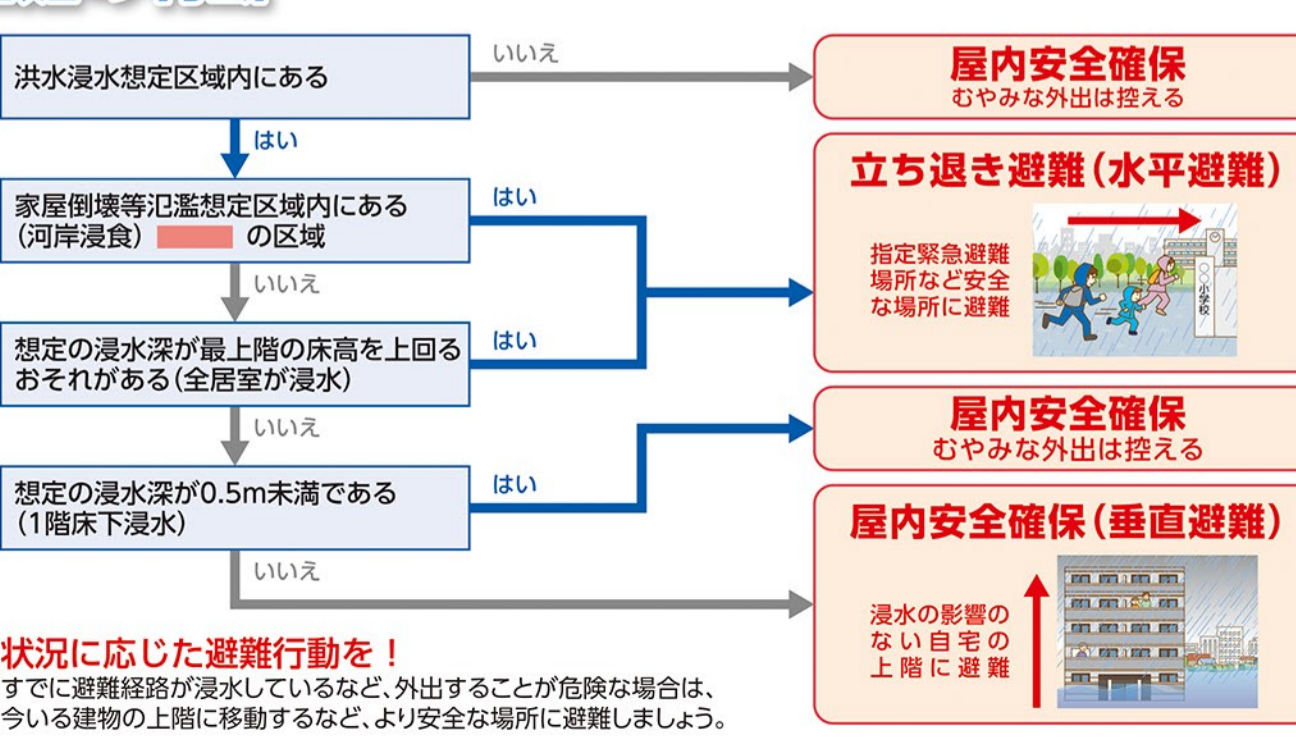 洪水浸水想定区域内にある
いいえ
屋内安全確保
むやみな外出は控える
はい
家屋倒壊等氾濫想定区域内にある
(河岸浸食) の区域
はい
立ち退き避難(水平避難)
指定緊急避難
場所など安全
な場所に避難
〇〇小学校
いいえ
想定の浸水深が最上階の床高を上回る
おそれがある(全居室が浸水)
はい
いいえ
屋内安全確保
むやみな外出は控える
想定の浸水深が0.5m未満である
(1階床下浸水)
はい
いいえ
屋内安全確保(垂直避難)
浸水の影響の
ない自宅の
上階に避難
状況に応じた避難行動を!
すでに避難経路が浸水しているなど、外出することが危険な場合は、
今いる建物の上階に移動するなど、より安全な場所に避難しましょう。